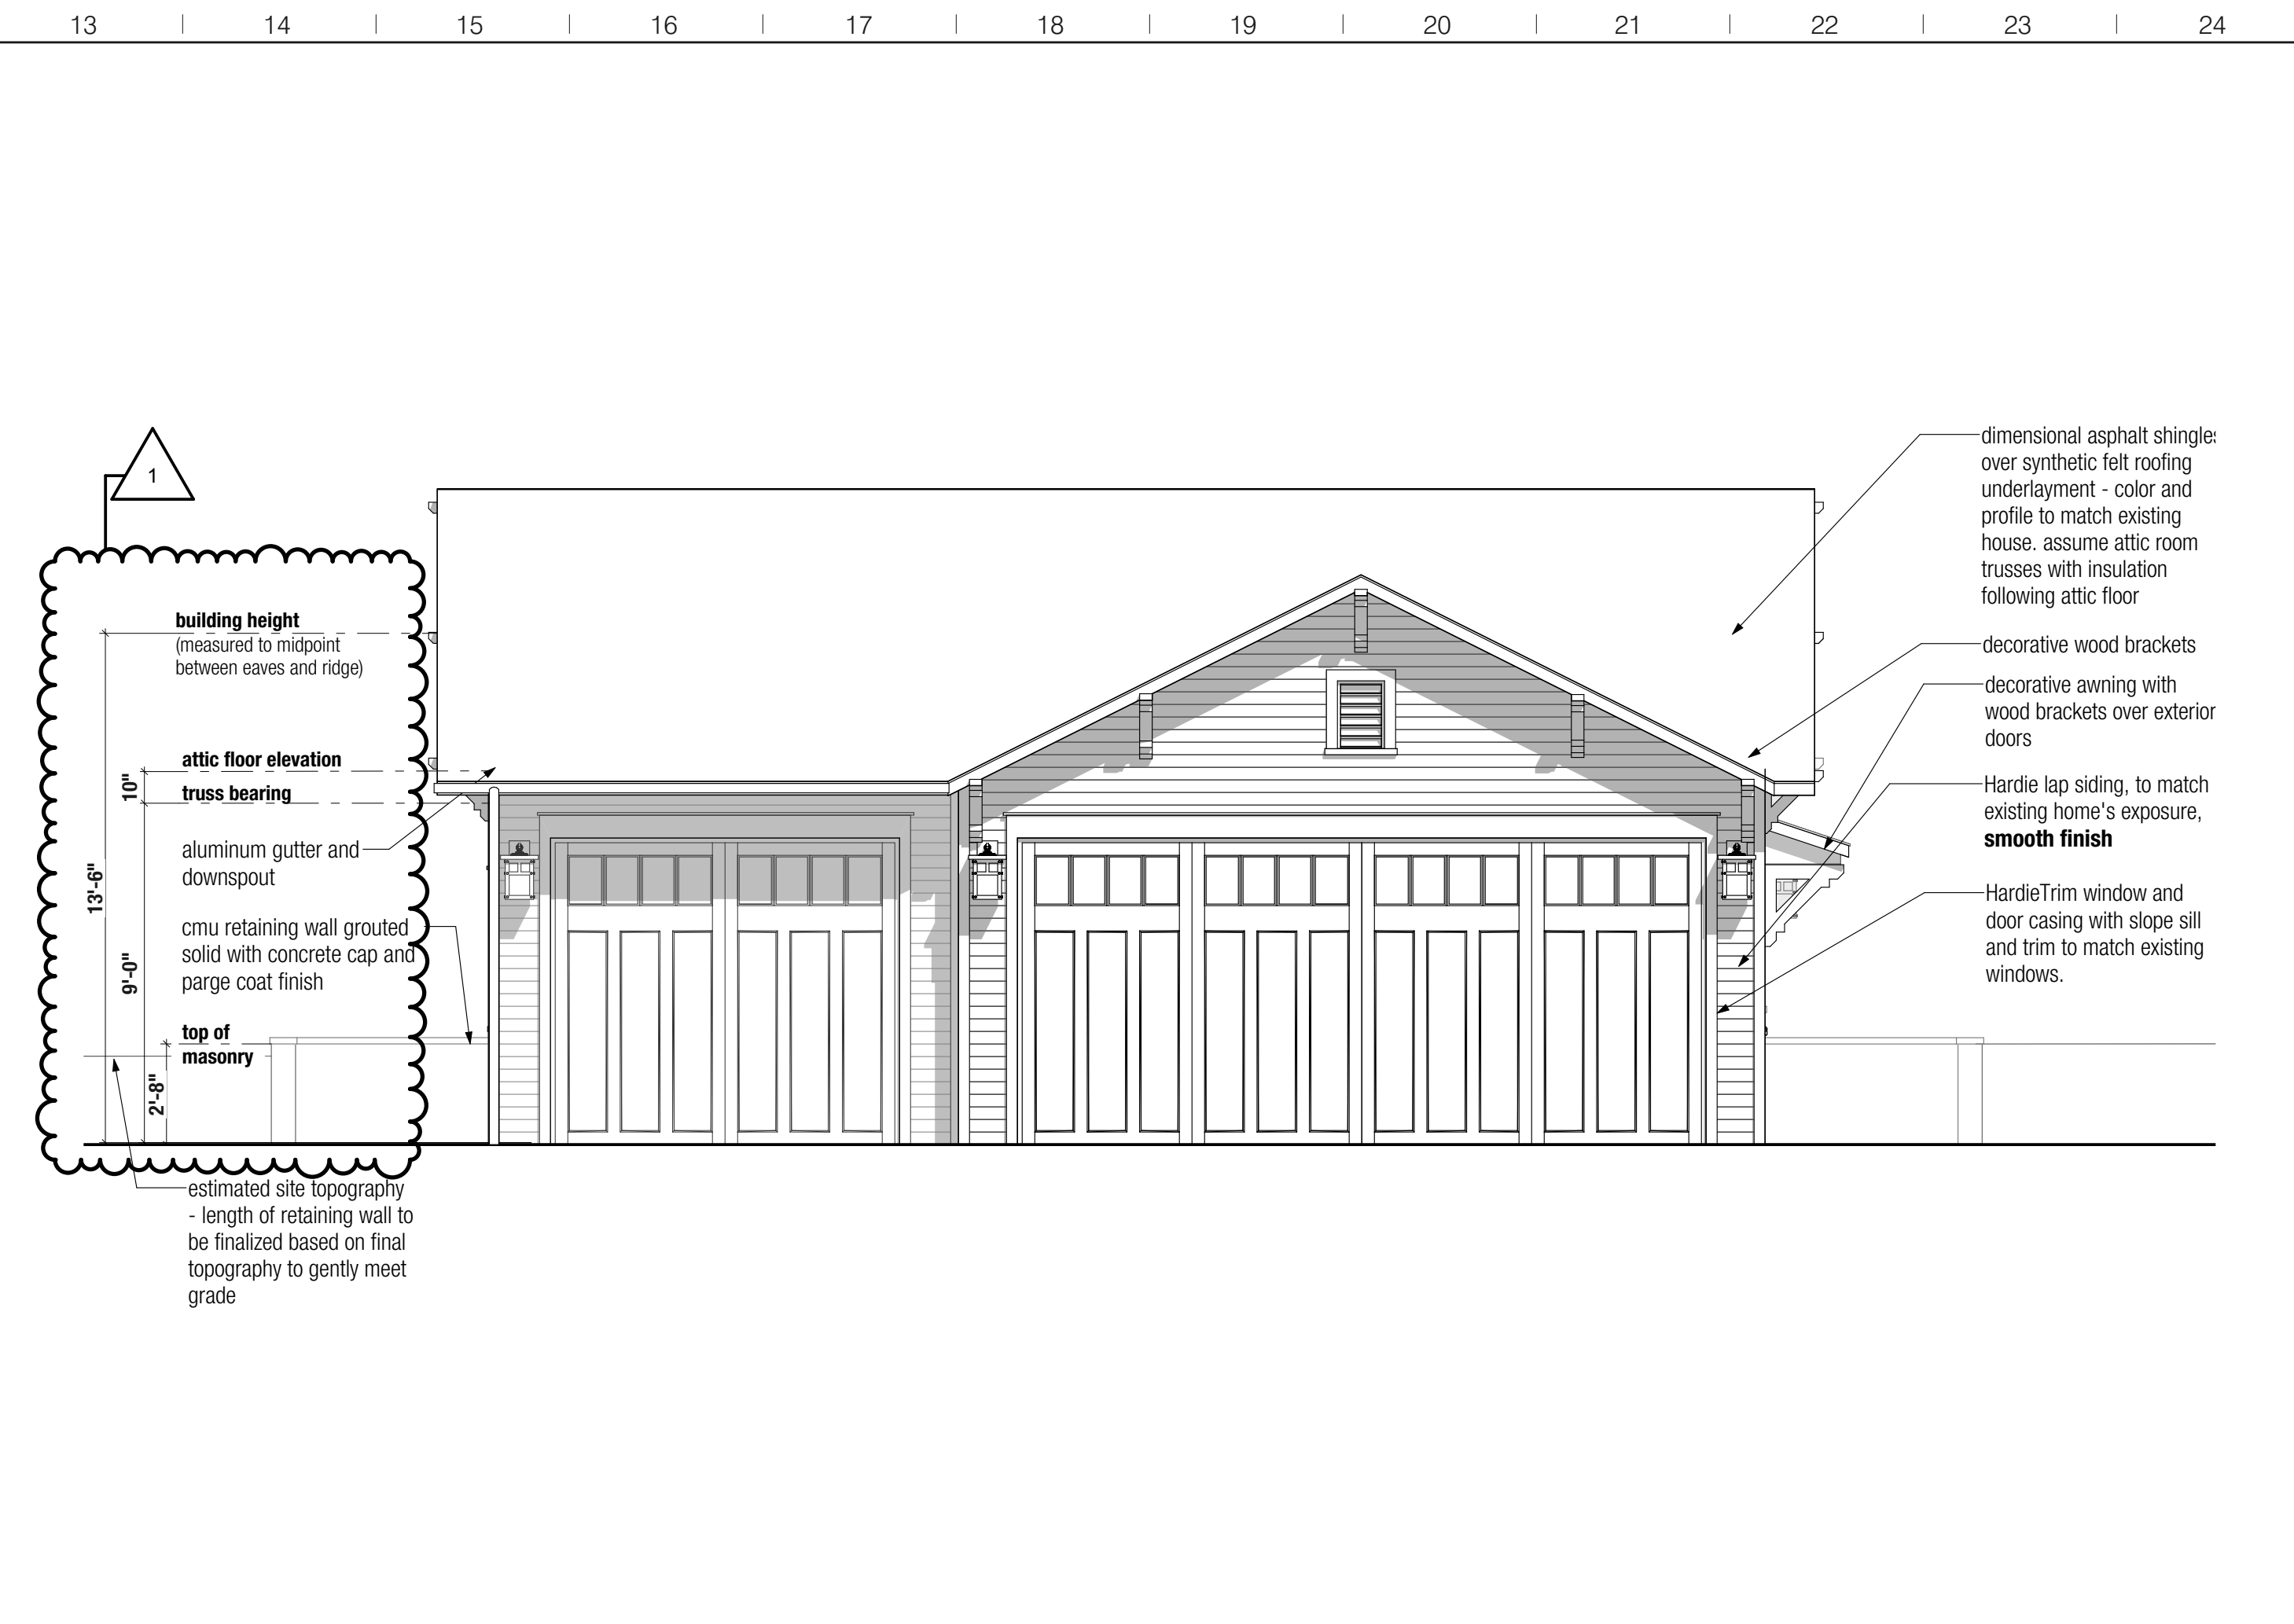 13 14 15 16 17 18 19 20 21 22 23 24
1
building height
(measured to midpoint
between eaves and ridge)
attic floor elevation
10"
truss bearing
aluminum gutter and
downspout
13'-6"
cmu retaining wall grouted
solid with concrete cap and
parge coat finish
9'-0"
top of
masonry
2'-8"
estimated site topography
- length of retaining wall to
be finalized based on final
topography to gently meet
grade
dimensional asphalt shingles
over synthetic felt roofing
underlayment - color and
profile to match existing
house. assume attic room
trusses with insulation
following attic floor
decorative wood brackets
decorative awning with
wood brackets over exterior
doors
Hardie lap siding, to match
existing home's exposure,
smooth finish
HardieTrim window and
door casing with slope sill
and trim to match existing
windows.